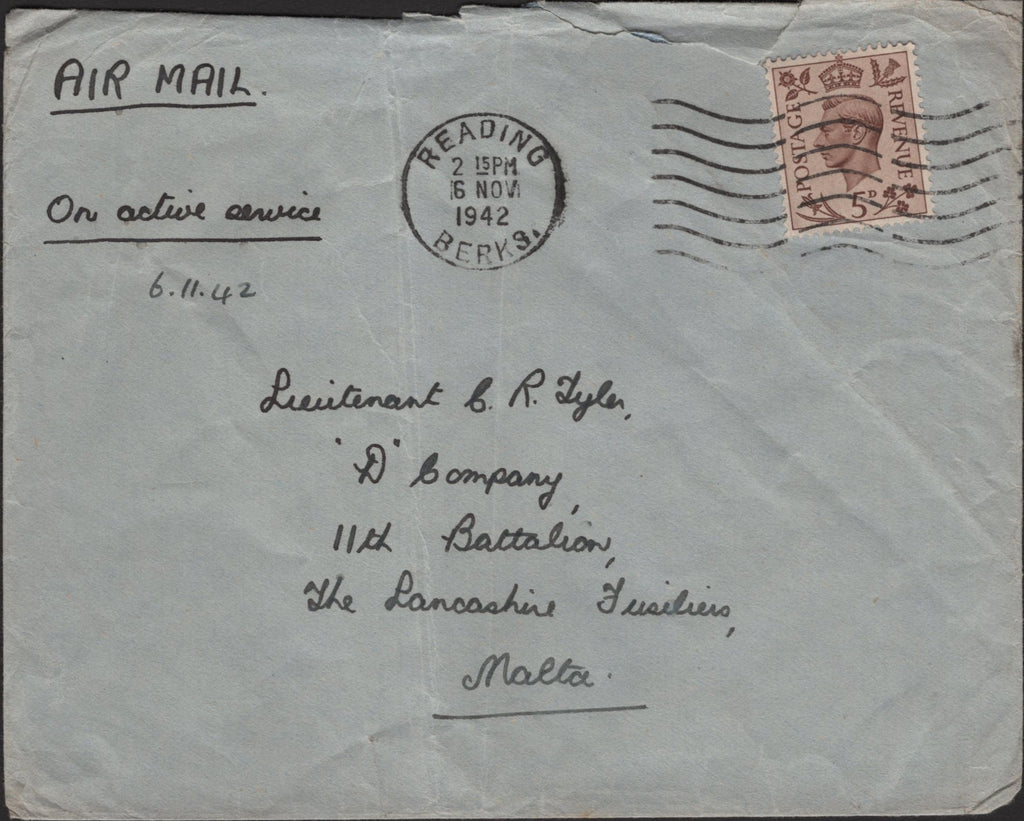 AIR MAIL.
On active service
6.11.42
READING
2 15PM
6 NOV
1942
BERKS.
POSTAGE
REVENUE
5D
Lieutenant C. R. Tyler,
"D" Company,
11th Battalion,
The Lancashire Fusiliers,
Malta.